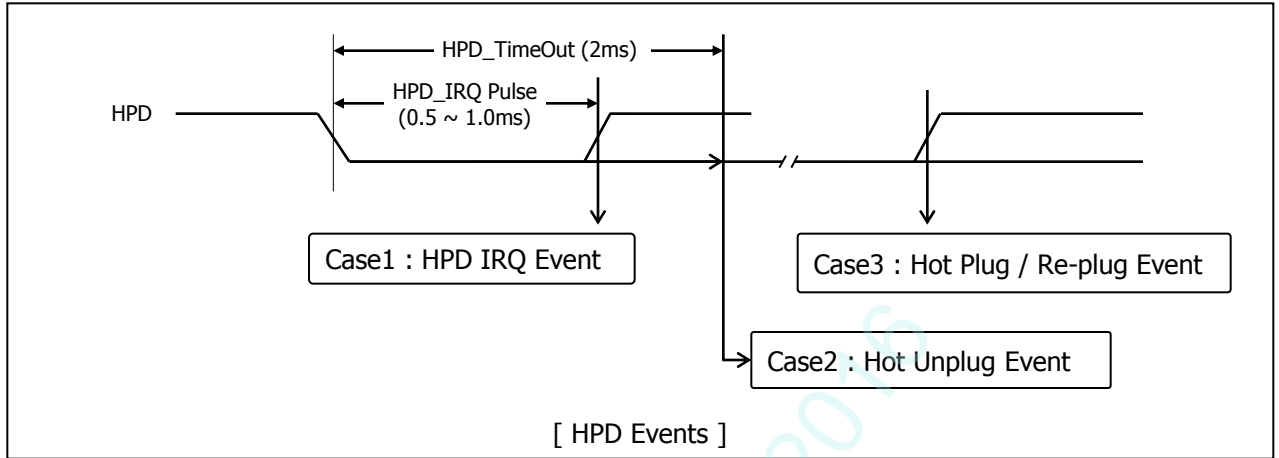 HPD_TimeOut (2ms)
HPD_IRQ Pulse
(0.5 ~ 1.0ms)
HPD
Case1 : HPD IRQ Event
Case3 : Hot Plug / Re-plug Event
Case2 : Hot Unplug Event
2016
[ HPD Events ]